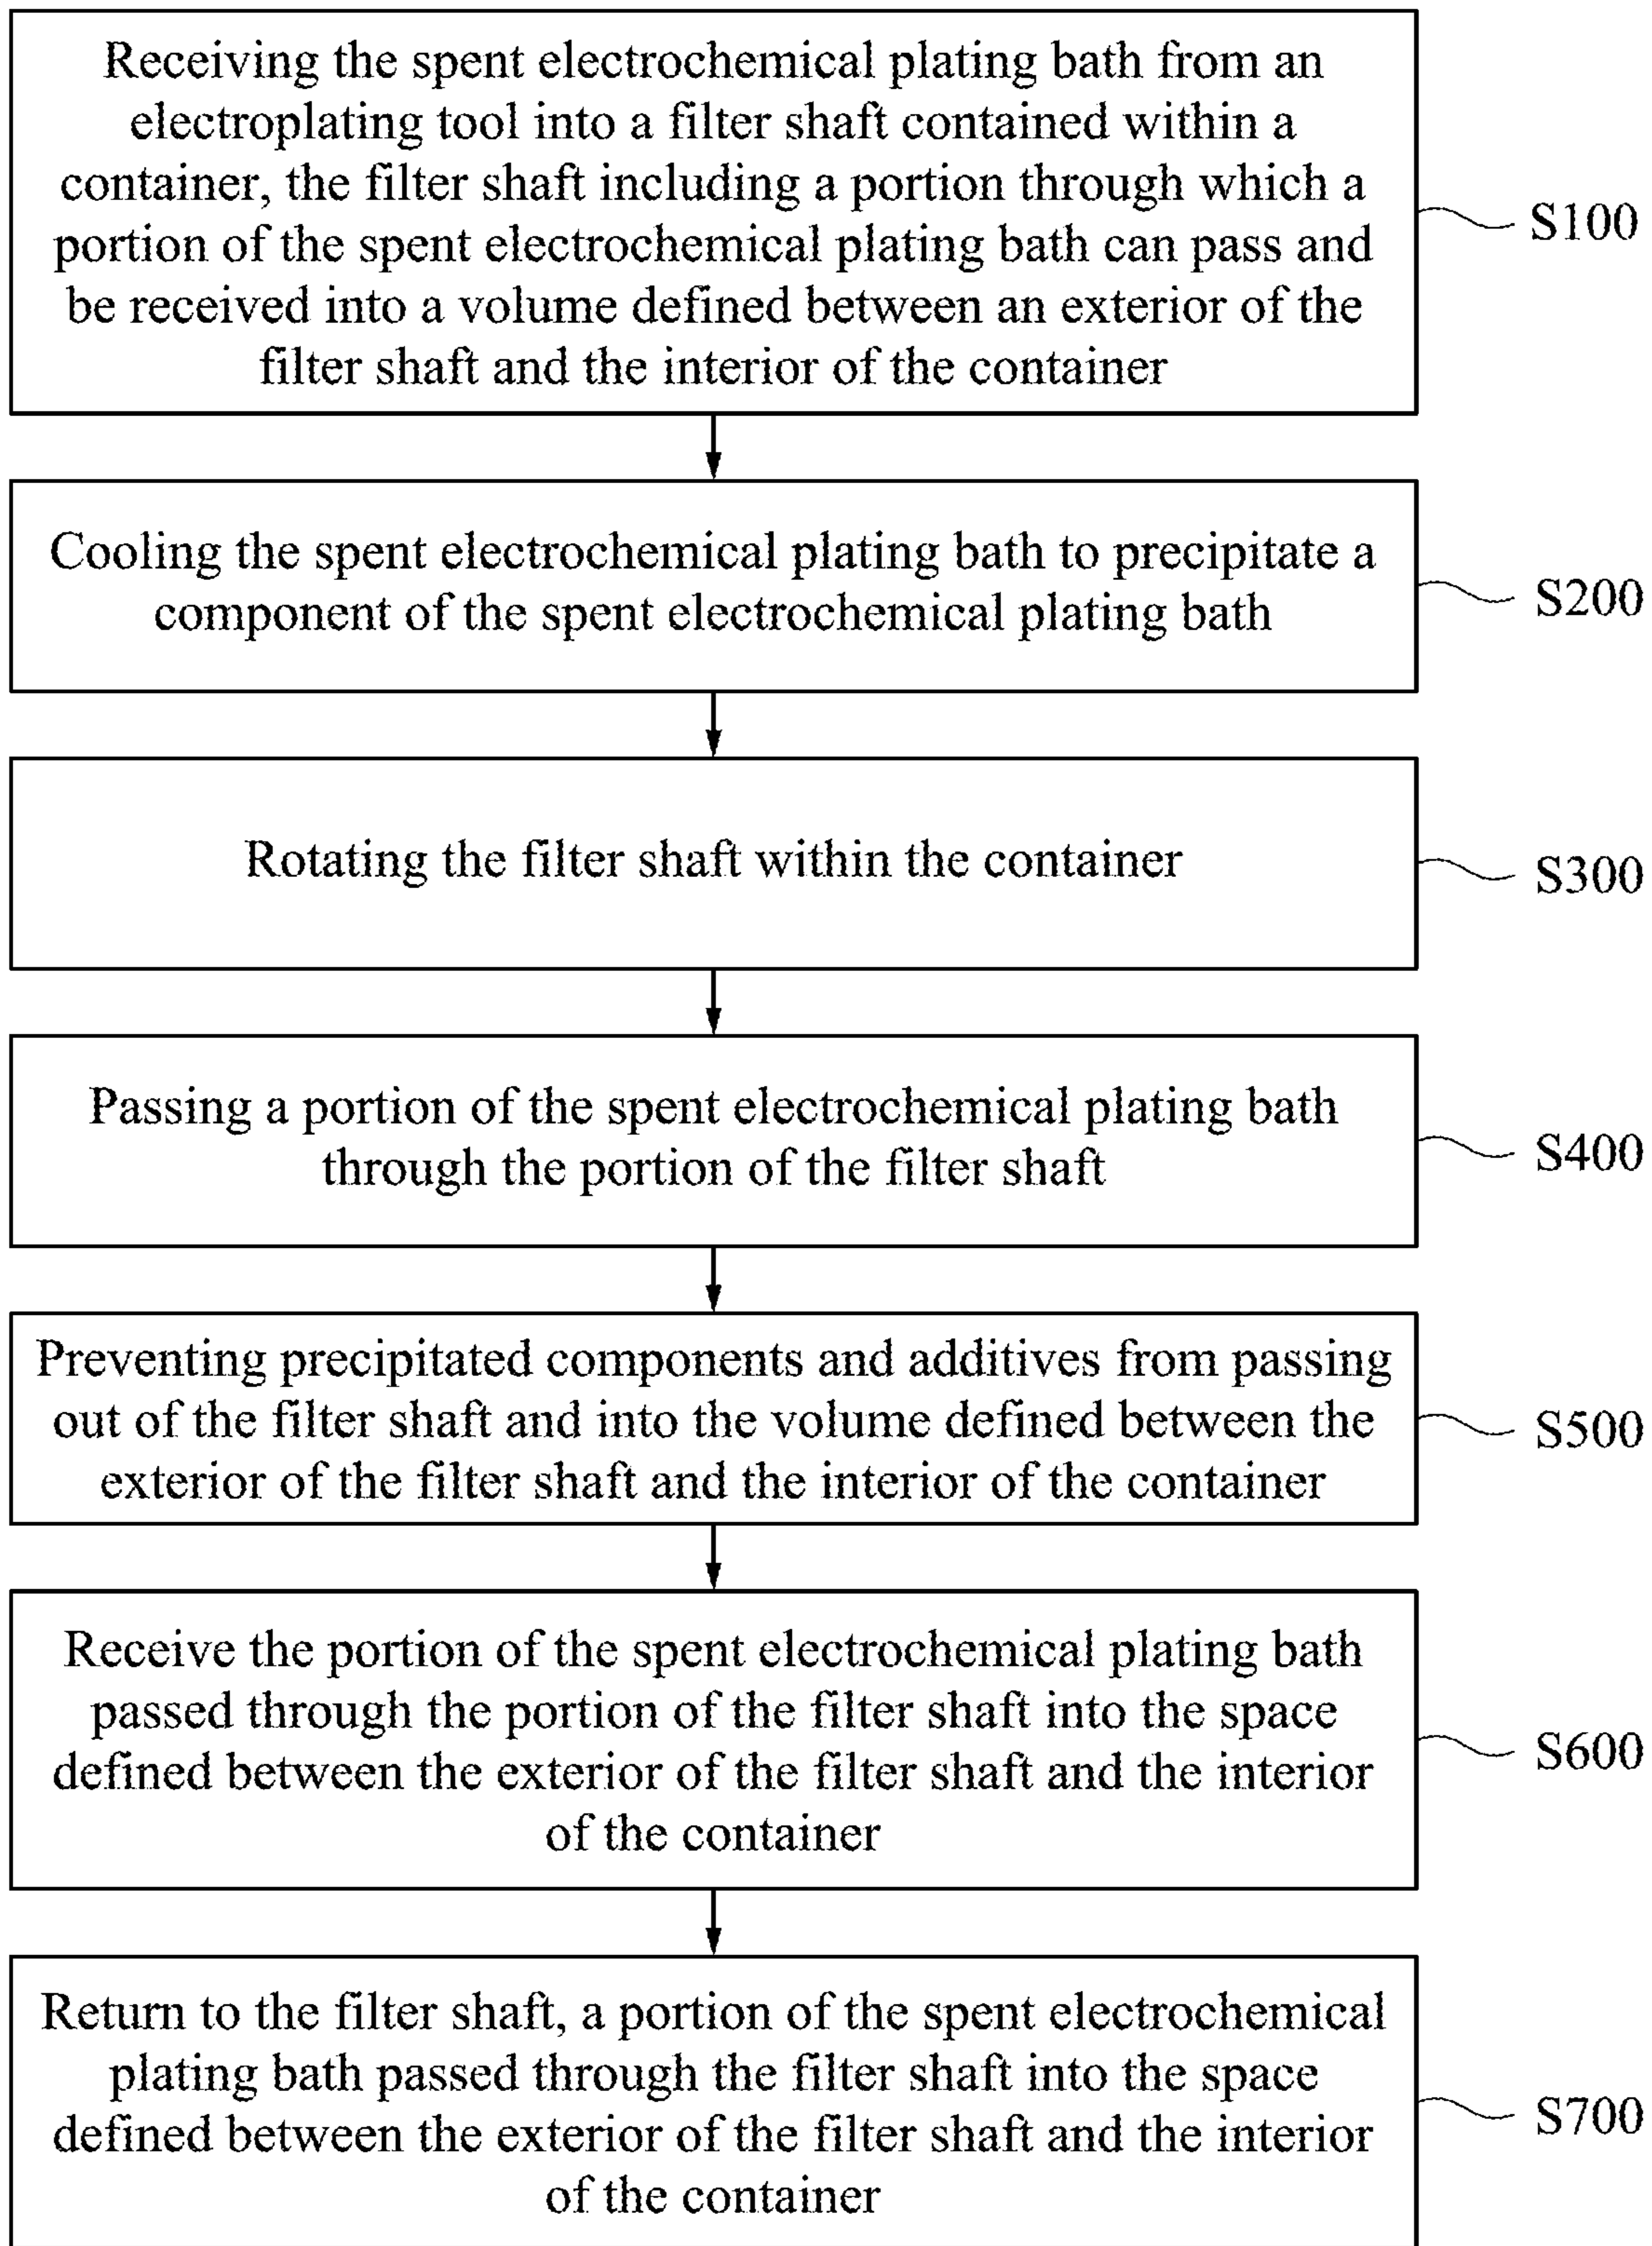 Receiving the spent electrochemical plating bath from an
electroplating tool into a filter shaft contained within a
container, the filter shaft including a portion through which a
portion of the spent electrochemical plating bath can pass and
be received into a volume defined between an exterior of the
filter shaft and the interior of the container
S100
Cooling the spent electrochemical plating bath to precipitate a
component of the spent electrochemical plating bath
S200
Rotating the filter shaft within the container
S300
Passing a portion of the spent electrochemical plating bath
through the portion of the filter shaft
S400
Preventing precipitated components and additives from passing
out of the filter shaft and into the volume defined between the
exterior of the filter shaft and the interior of the container
S500
Receive the portion of the spent electrochemical plating bath
passed through the portion of the filter shaft into the space
defined between the exterior of the filter shaft and the interior
of the container
S600
Return to the filter shaft, a portion of the spent electrochemical
plating bath passed through the filter shaft into the space
defined between the exterior of the filter shaft and the interior
of the container
S700